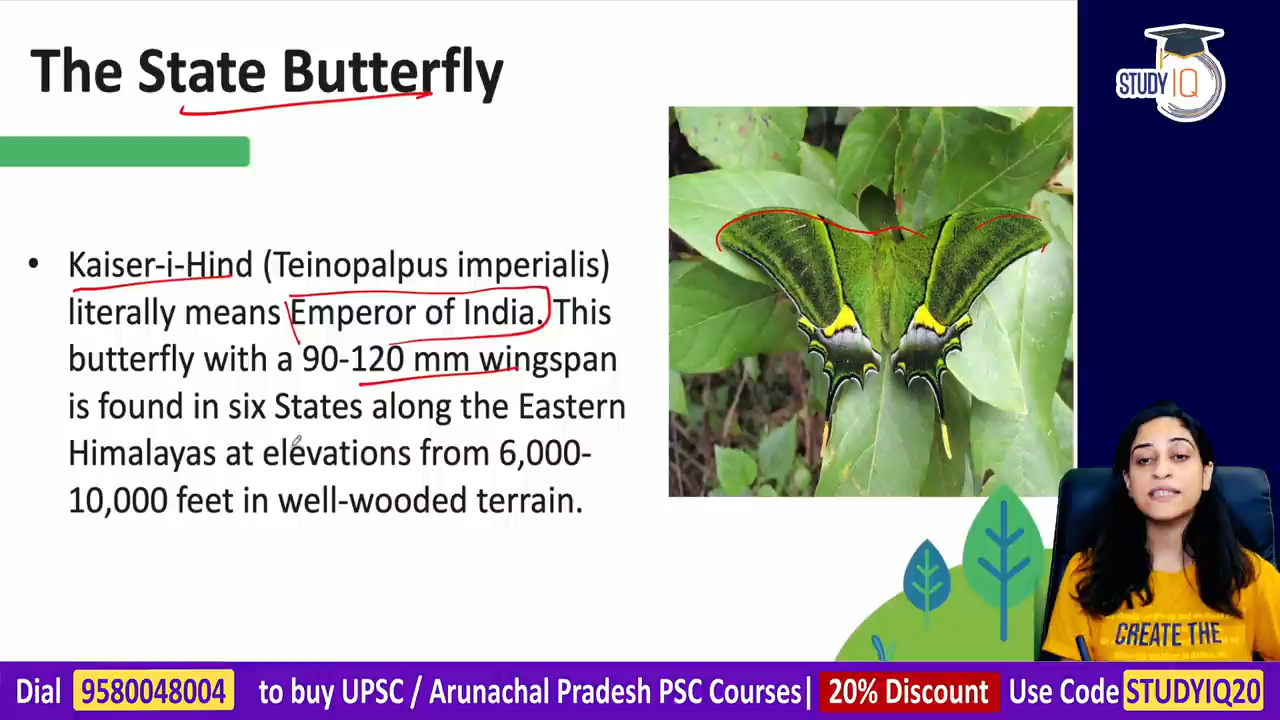 The State Butterfly
STUDY IQ
• Kaiser-i-Hind (Teinopalpus imperialis)
literally means Emperor of India. This
butterfly with a 90-120 mm wingspan
is found in six States along the Eastern
Himalayas at elevations from 6,000-
10,000 feet in well-wooded terrain.
CREATE THE
Dial 9580048004 to buy UPSC / Arunachal Pradesh PSC Courses| 20% Discount Use Code STUDYIQ20